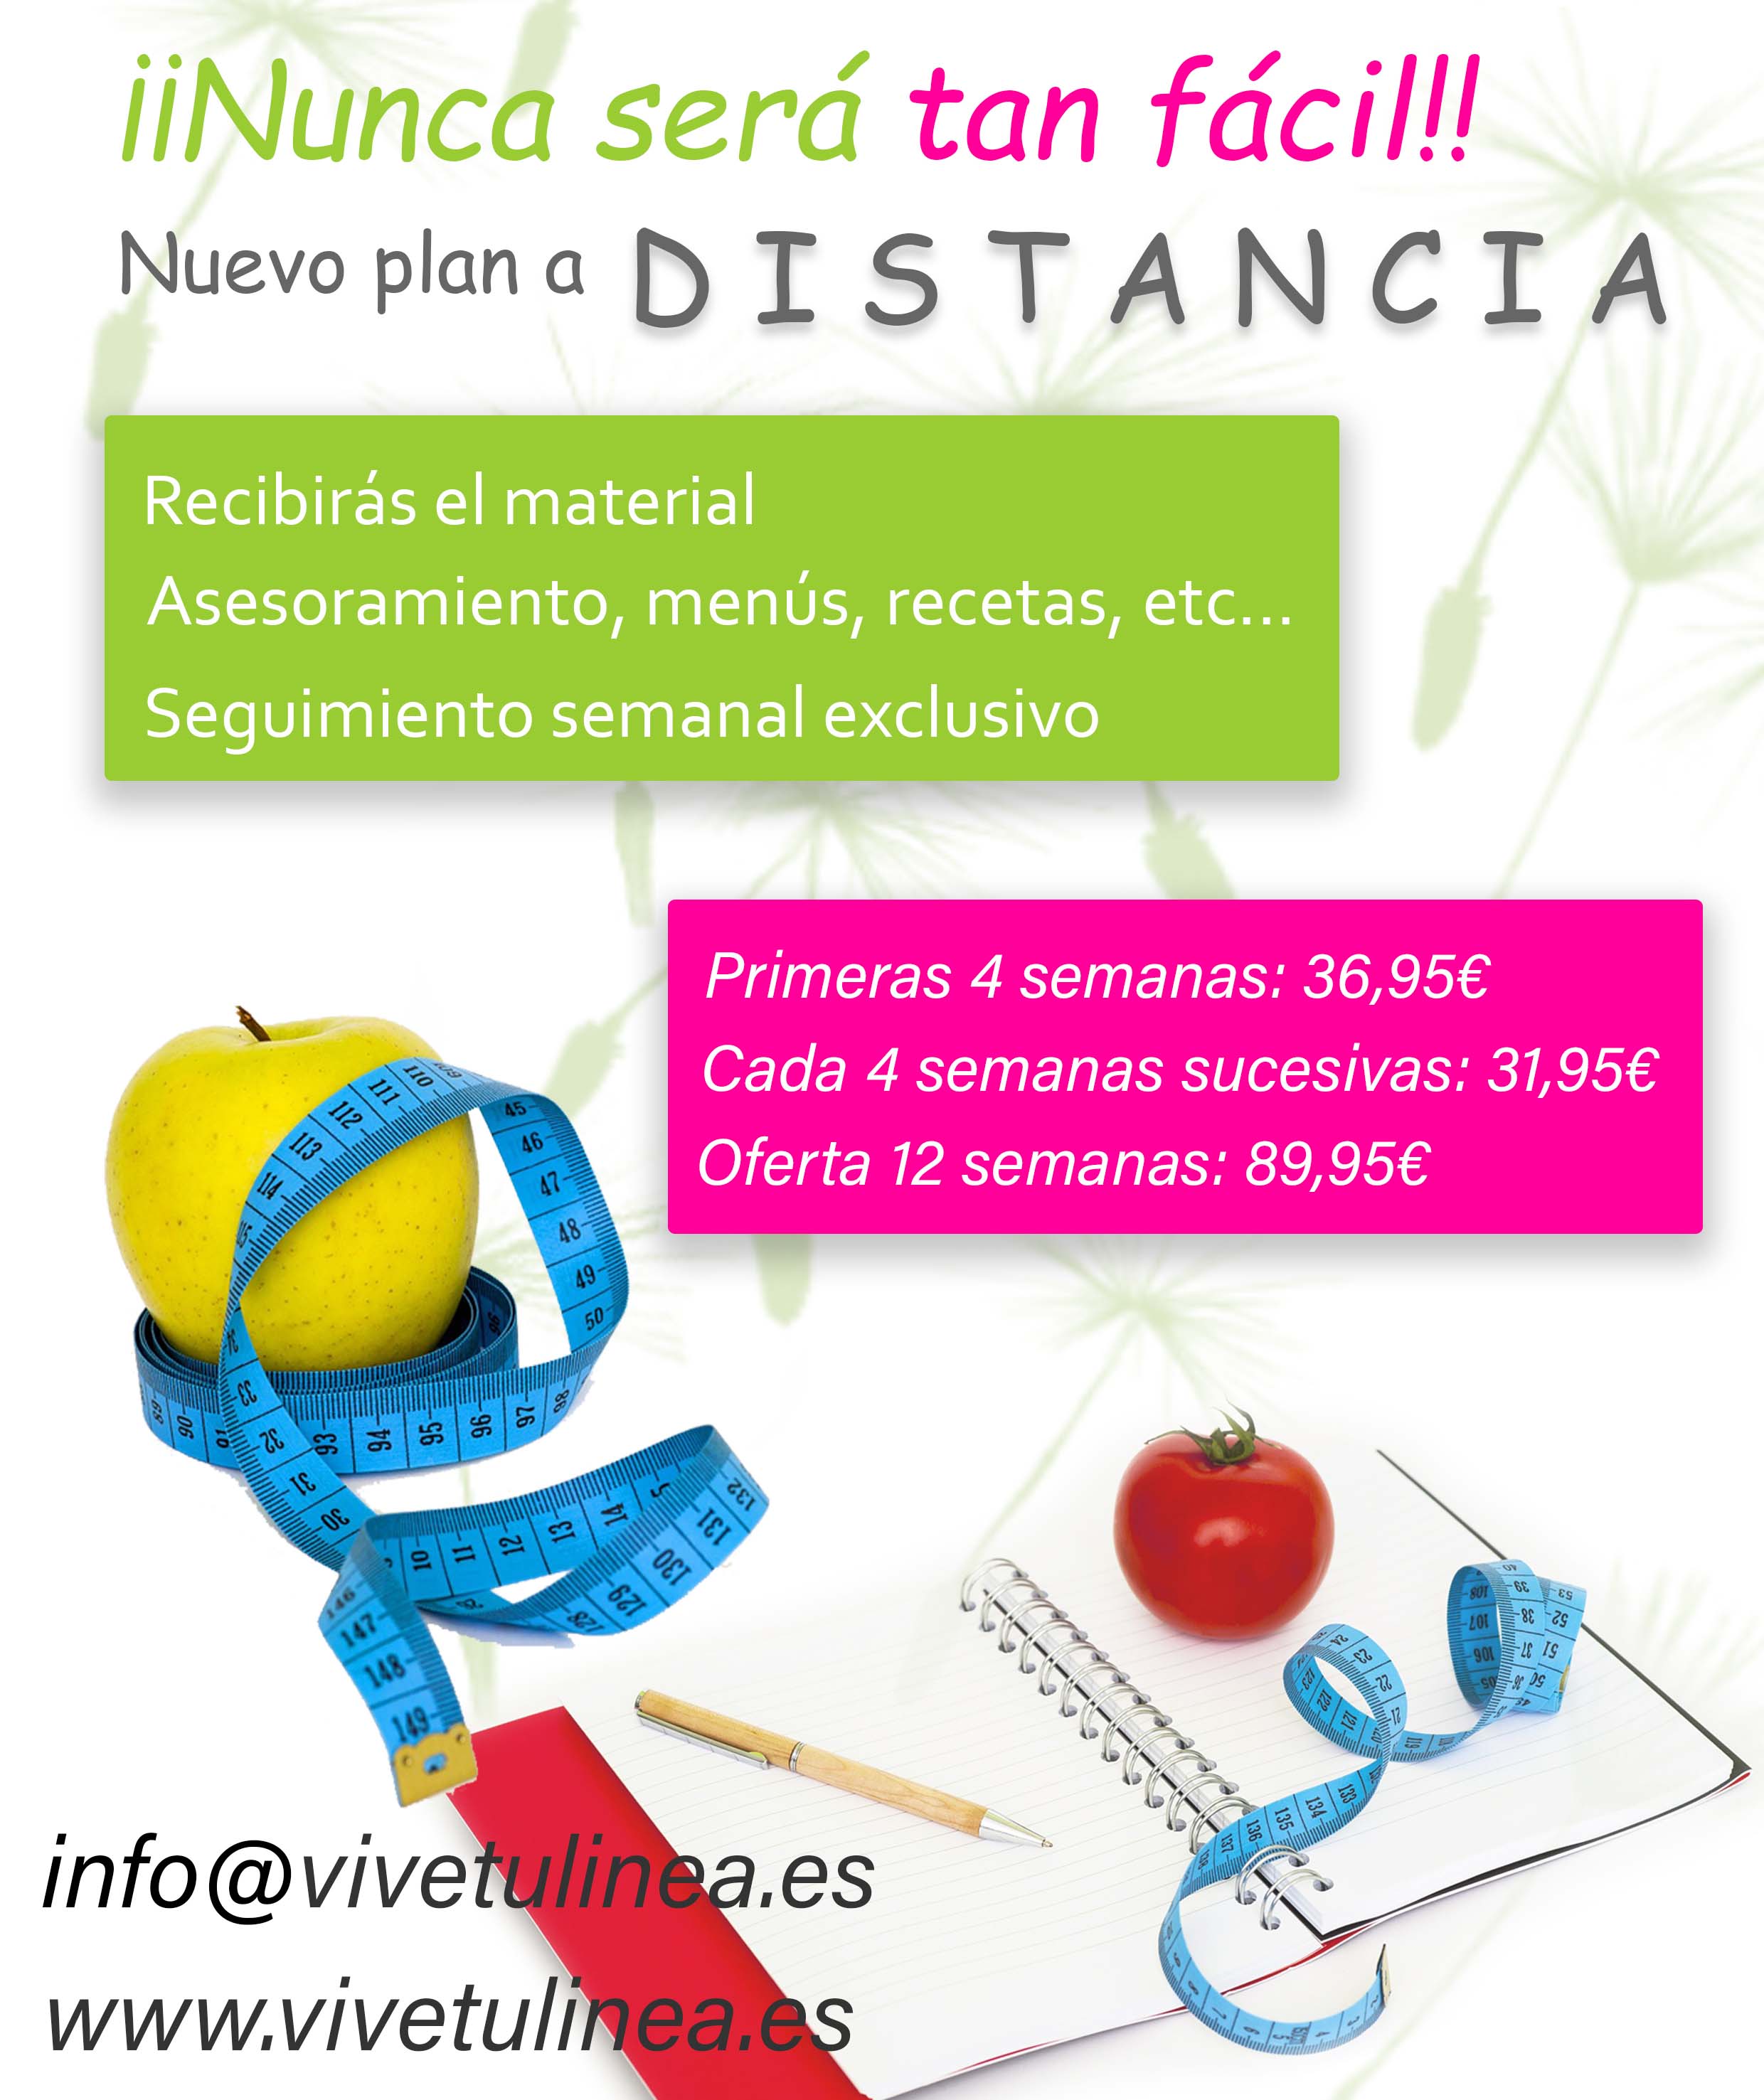 ¡¡Nunca será tan fácil!!
Nuevo plan a DISTANCIA
Recibirás el material
Asesoramiento, menús, recetas, etc...
Seguimiento semanal exclusivo
Primeras 4 semanas: 36,95€
Cada 4 semanas sucesivas: 31,95€
Oferta 12 semanas: 89,95€
info@vivetulinea.es
www.vivetulinea.es